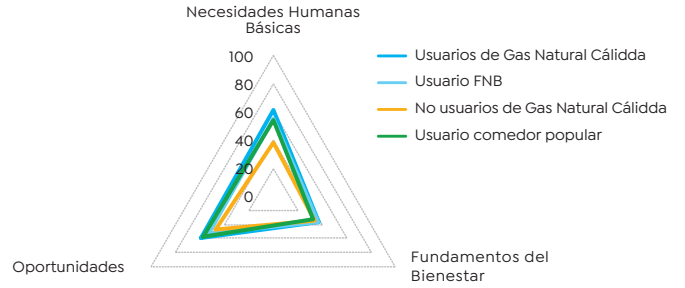 Necesidades Humanas
Básicas
100
80
60
40
20
0
Usuarios de Gas Natural Cálidda
Usuario FNB
No usuarios de Gas Natural Cálidda
Usuario comedor popular
Oportunidades
Fundamentos del
Bienestar